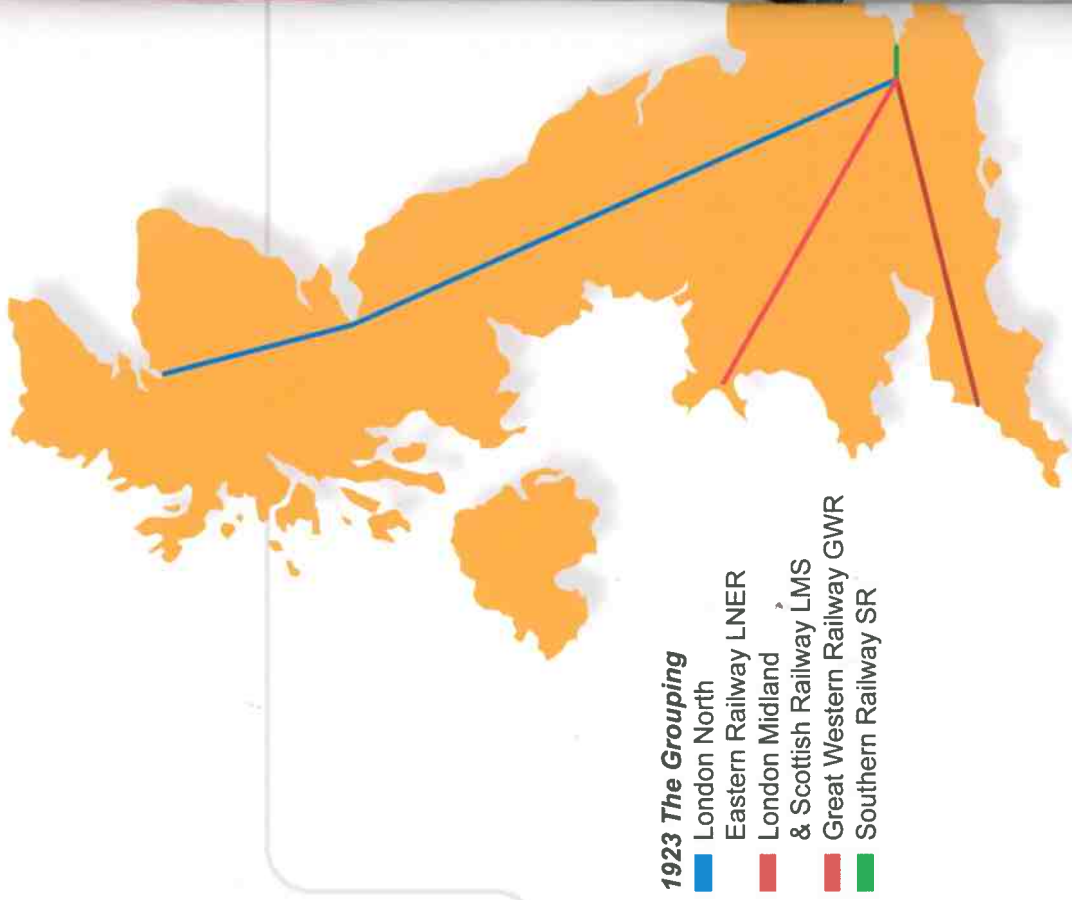 1923 The Grouping
London North
Eastern Railway LNER
London Midland
& Scottish Railway LMS
Great Western Railway GWR
Southern Railway SR